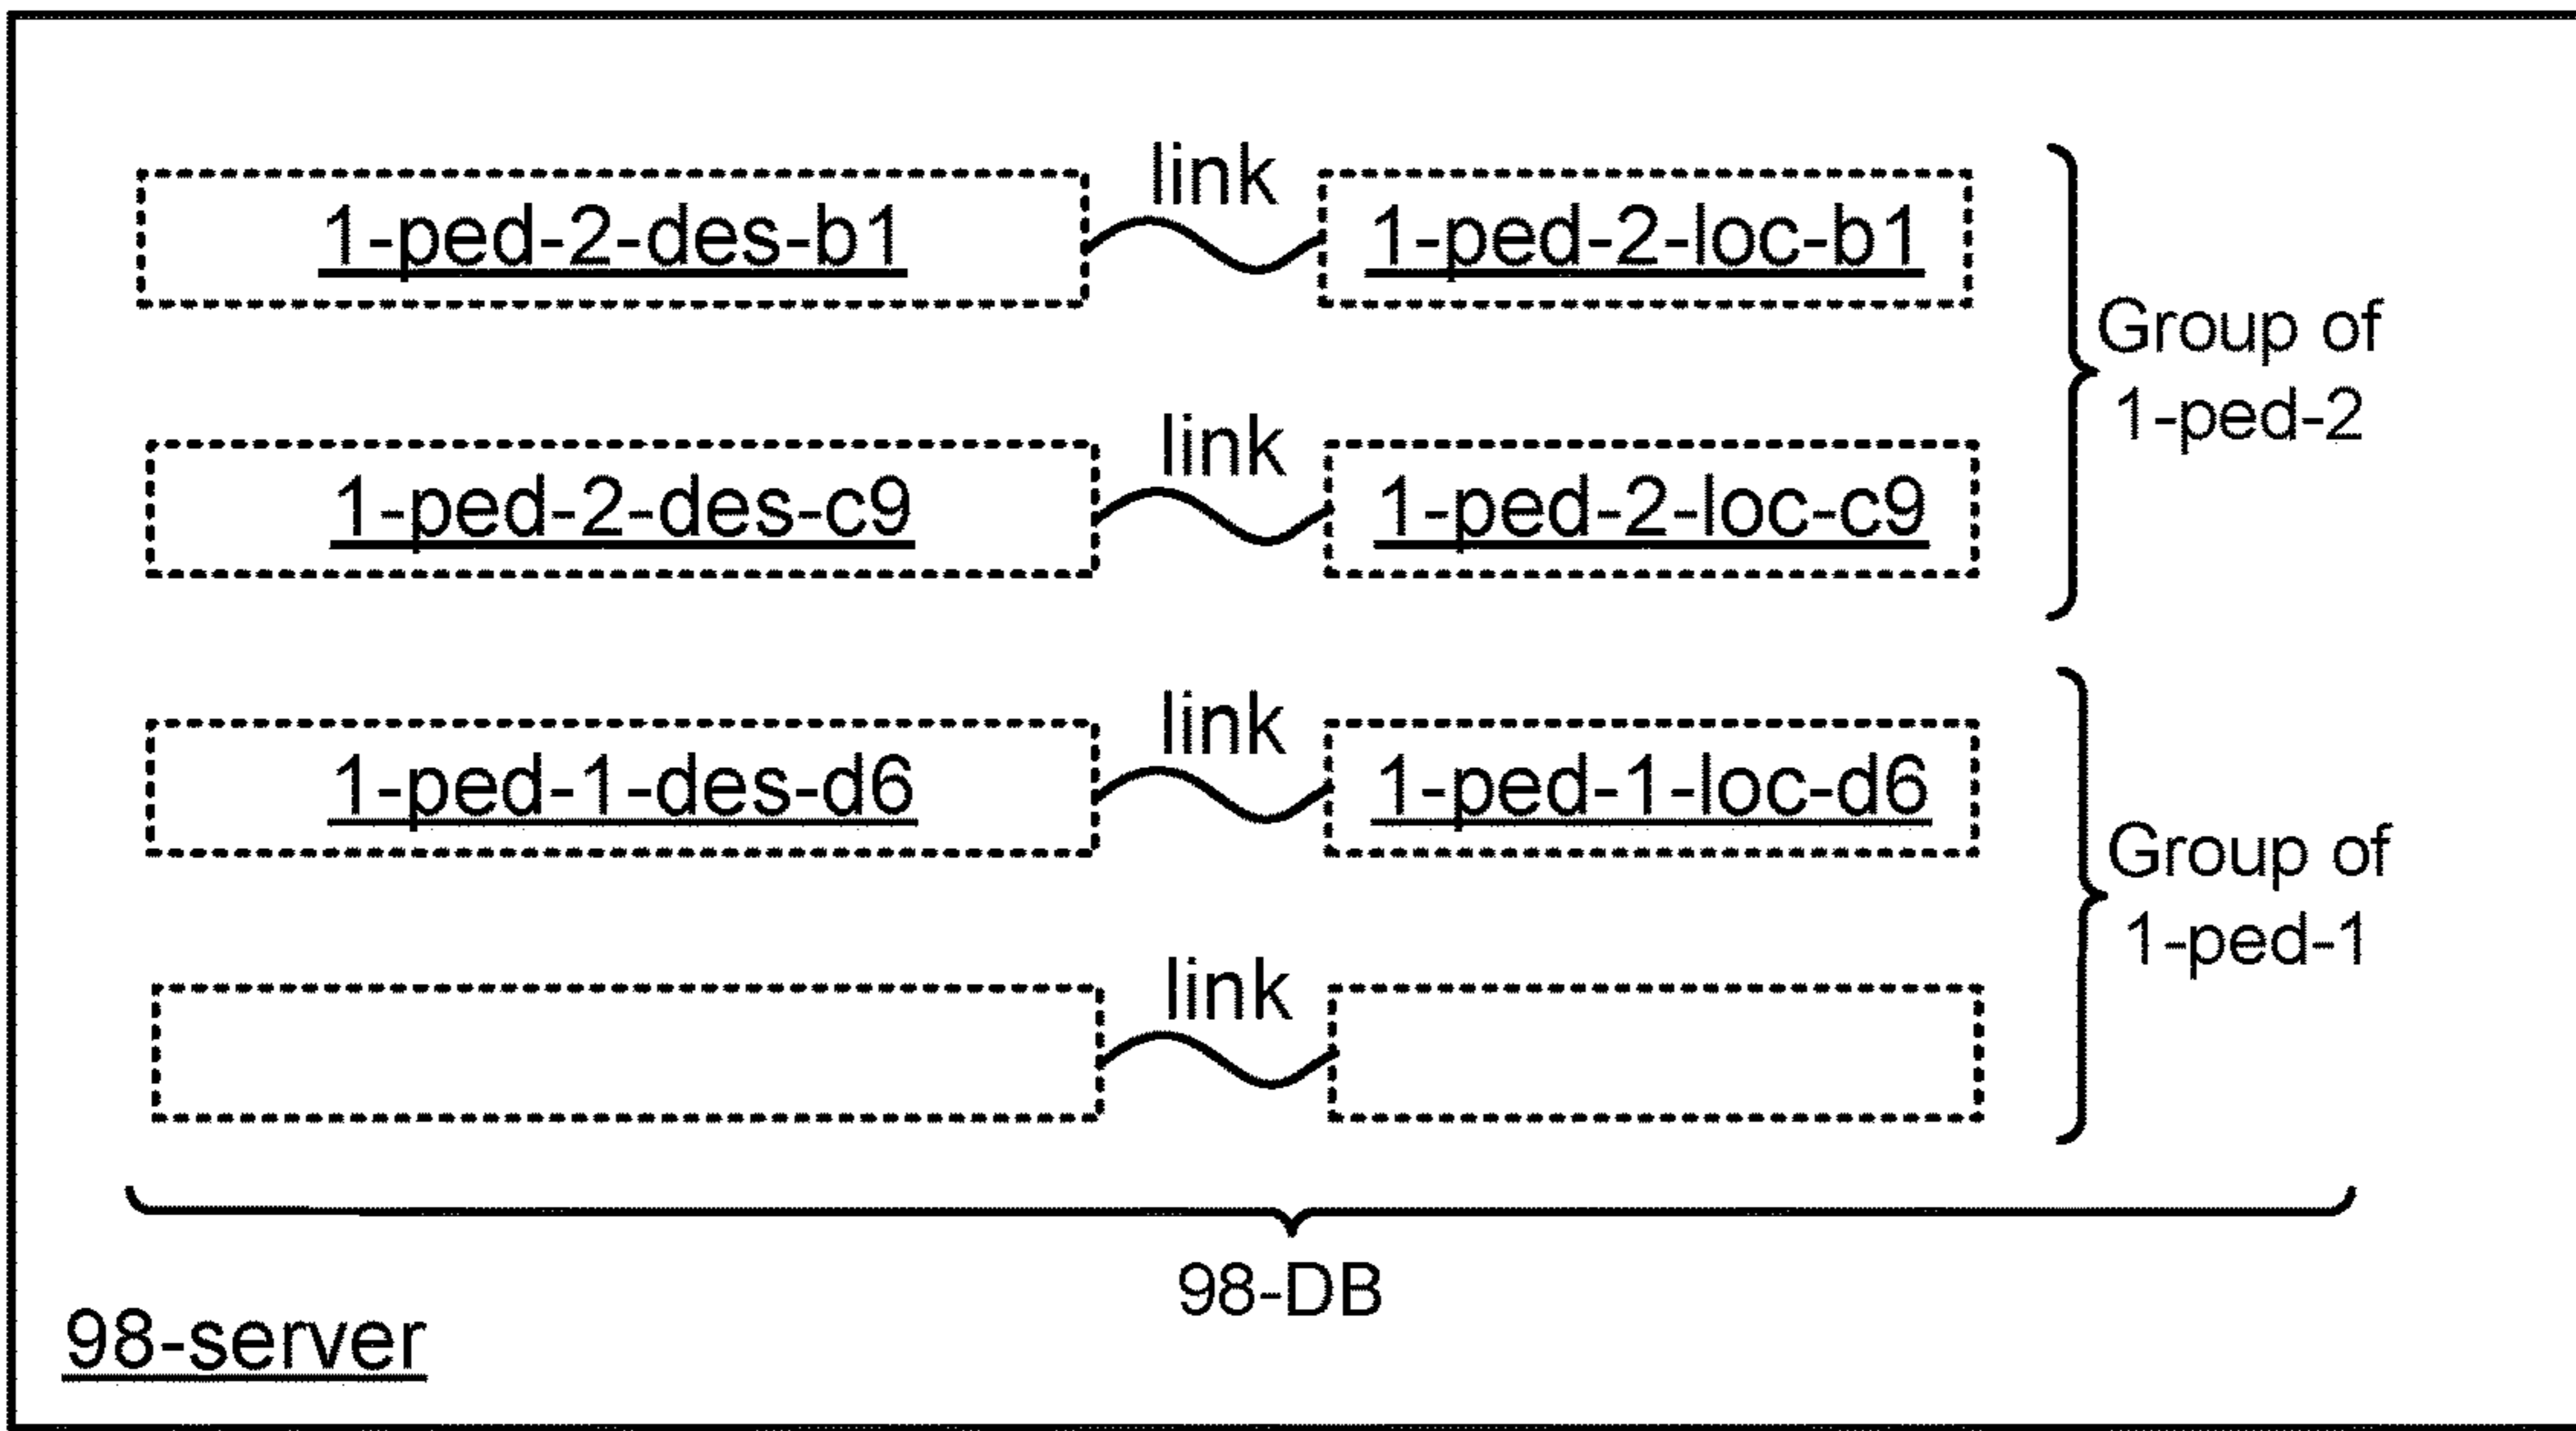 link
1-ped-2-des-b1
1-ped-2-loc-b1
Group of
1-ped-2
link
1-ped-2-des-c9
1-ped-2-loc-c9
link
1-ped-1-des-d6
1-ped-1-loc-d6
Group of
1-ped-1
link
98-DB
98-server